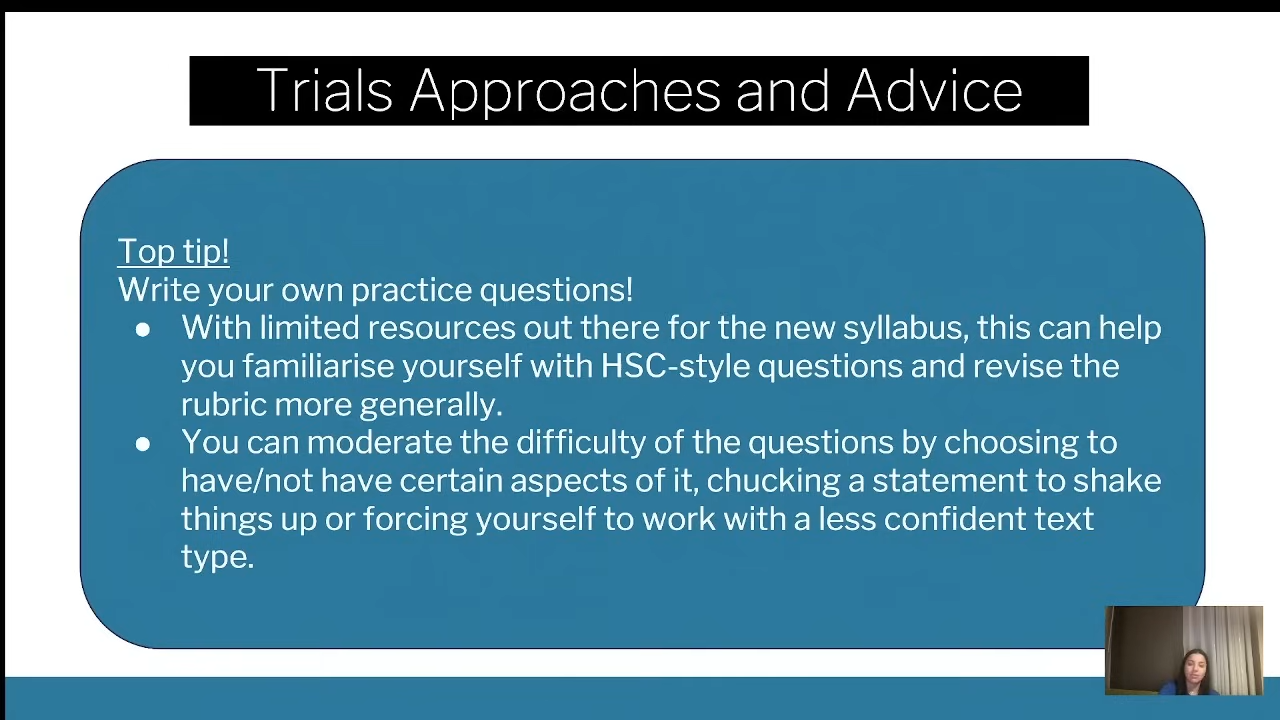 Trials Approaches and Advice
Top tip!
Write your own practice questions!
● With limited resources out there for the new syllabus, this can help
you familiarise yourself with HSC-style questions and revise the
rubric more generally.
● You can moderate the difficulty of the questions by choosing to
have/not have certain aspects of it, chucking a statement to shake
things up or forcing yourself to work with a less confident text
type.